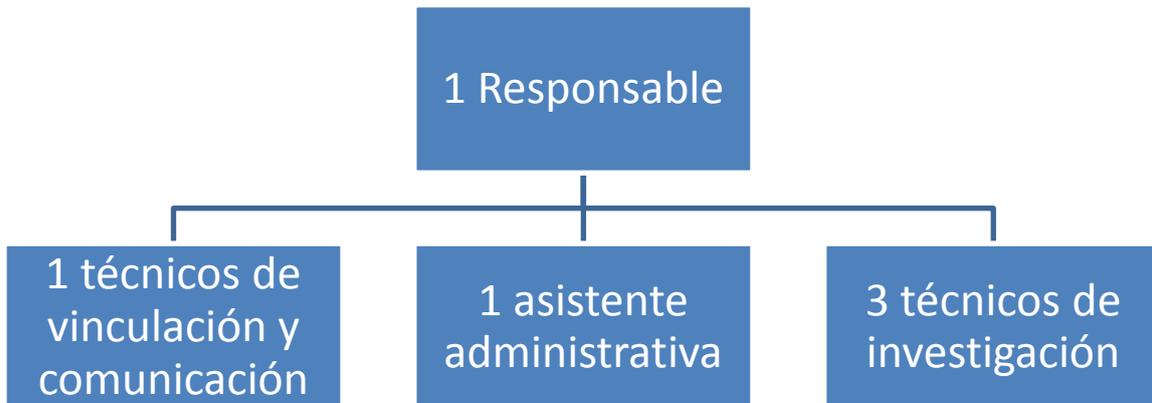 1 Responsable
1 técnicos de
vinculación y
comunicación
1 asistente
administrativa
3 técnicos de
investigación